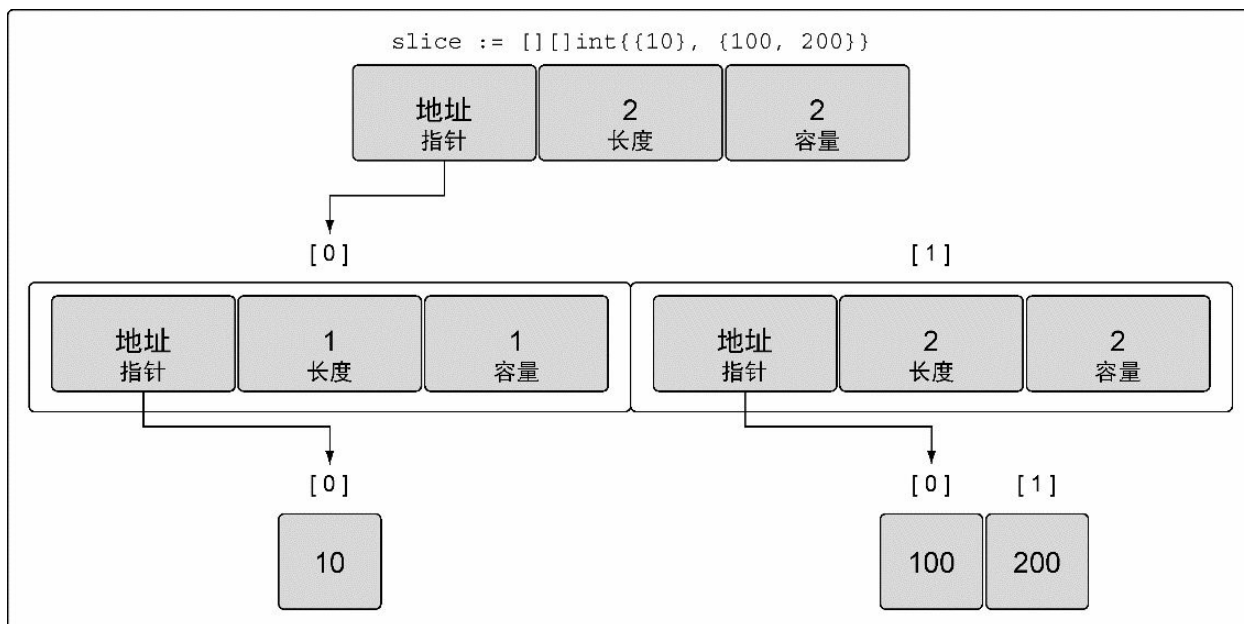 slice := [][]int{{10}, {100, 200}}
地址 2 2
指针 长度 容量
[0] [1]
地址 1 1 地址 2 2
指针 长度 容量 指针 长度 容量
[0] [0] [1]
10 100 200